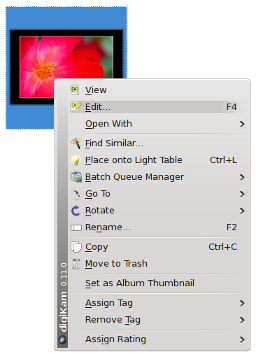 View
Edit... F4
Open With
Find Similar...
Place onto Light Table Ctrl+L
Batch Queue Manager
Go To
Rotate
Rename... F2
Copy Ctrl+C
Move to Trash
Set as Album Thumbnail
Assign Tag
Remove Tag
Assign Rating
digiKam 0.11.0